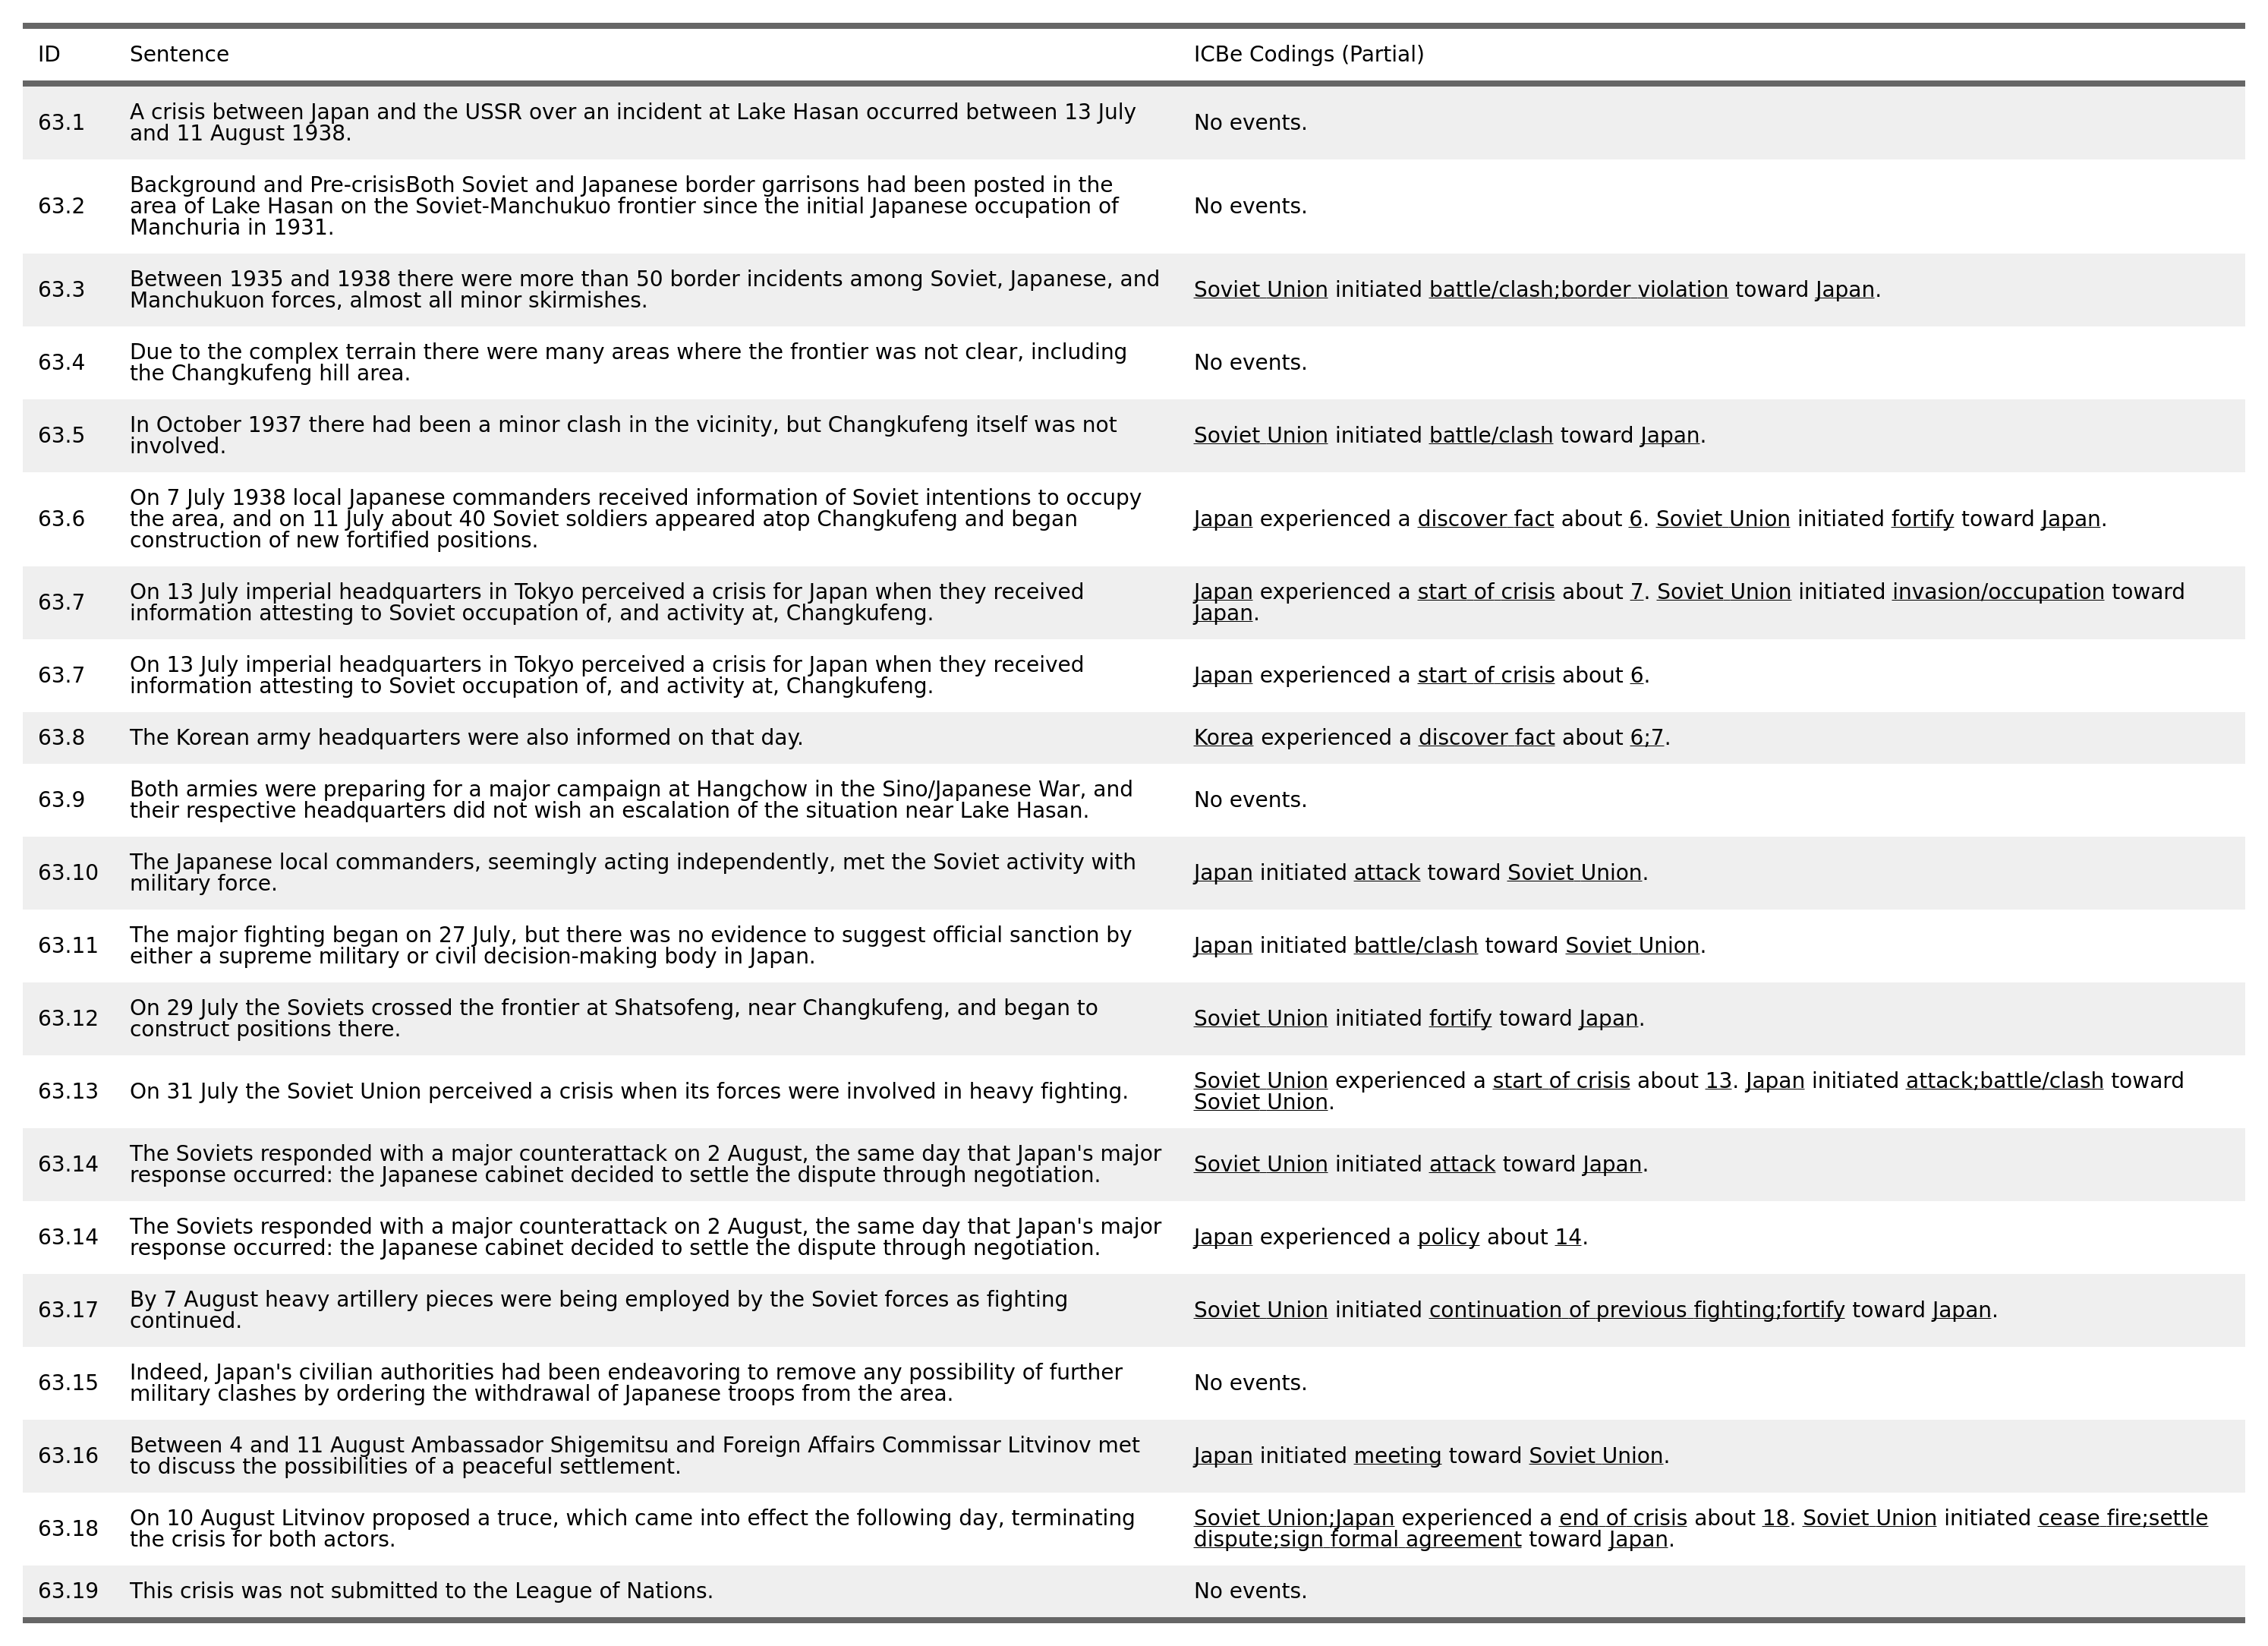 ID Sentence ICBe Codings (Partial)
63.1 A crisis between Japan and the USSR over an incident at Lake Hasan occurred between 13 July
and 11 August 1938. No events.
63.2 Background and Pre-crisisBoth Soviet and Japanese border garrisons had been posted in the
area of Lake Hasan on the Soviet-Manchukuo frontier since the initial Japanese occupation of
Manchuria in 1931. No events.
63.3 Between 1935 and 1938 there were more than 50 border incidents among Soviet, Japanese, and
Manchukuon forces, almost all minor skirmishes. Soviet Union initiated battle/clash;border violation toward Japan.
63.4 Due to the complex terrain there were many areas where the frontier was not clear, including
the Changkufeng hill area. No events.
63.5 In October 1937 there had been a minor clash in the vicinity, but Changkufeng itself was not
involved. Soviet Union initiated battle/clash toward Japan.
63.6 On 7 July 1938 local Japanese commanders received information of Soviet intentions to occupy
the area, and on 11 July about 40 Soviet soldiers appeared atop Changkufeng and began
construction of new fortified positions. Japan experienced a discover fact about 6. Soviet Union initiated fortify toward Japan.
63.7 On 13 July imperial headquarters in Tokyo perceived a crisis for Japan when they received
information attesting to Soviet occupation of, and activity at, Changkufeng. Japan experienced a start of crisis about 7. Soviet Union initiated invasion/occupation toward
Japan.
63.7 On 13 July imperial headquarters in Tokyo perceived a crisis for Japan when they received
information attesting to Soviet occupation of, and activity at, Changkufeng. Japan experienced a start of crisis about 6.
63.8 The Korean army headquarters were also informed on that day. Korea experienced a discover fact about 6;7.
63.9 Both armies were preparing for a major campaign at Hangchow in the Sino/Japanese War, and
their respective headquarters did not wish an escalation of the situation near Lake Hasan. No events.
63.10 The Japanese local commanders, seemingly acting independently, met the Soviet activity with
military force. Japan initiated attack toward Soviet Union.
63.11 The major fighting began on 27 July, but there was no evidence to suggest official sanction by
either a supreme military or civil decision-making body in Japan. Japan initiated battle/clash toward Soviet Union.
63.12 On 29 July the Soviets crossed the frontier at Shatsofeng, near Changkufeng, and began to
construct positions there. Soviet Union initiated fortify toward Japan.
63.13 On 31 July the Soviet Union perceived a crisis when its forces were involved in heavy fighting. Soviet Union experienced a start of crisis about 13. Japan initiated attack;battle/clash toward
Soviet Union.
63.14 The Soviets responded with a major counterattack on 2 August, the same day that Japan's major
response occurred: the Japanese cabinet decided to settle the dispute through negotiation. Soviet Union initiated attack toward Japan.
63.14 The Soviets responded with a major counterattack on 2 August, the same day that Japan's major
response occurred: the Japanese cabinet decided to settle the dispute through negotiation. Japan experienced a policy about 14.
63.17 By 7 August heavy artillery pieces were being employed by the Soviet forces as fighting
continued. Soviet Union initiated continuation of previous fighting;fortify toward Japan.
63.15 Indeed, Japan's civilian authorities had been endeavoring to remove any possibility of further
military clashes by ordering the withdrawal of Japanese troops from the area. No events.
63.16 Between 4 and 11 August Ambassador Shigemitsu and Foreign Affairs Commissar Litvinov met
to discuss the possibilities of a peaceful settlement. Japan initiated meeting toward Soviet Union.
63.18 On 10 August Litvinov proposed a truce, which came into effect the following day, terminating
the crisis for both actors. Soviet Union;Japan experienced a end of crisis about 18. Soviet Union initiated cease fire;settle
dispute;sign formal agreement toward Japan.
63.19 This crisis was not submitted to the League of Nations. No events.